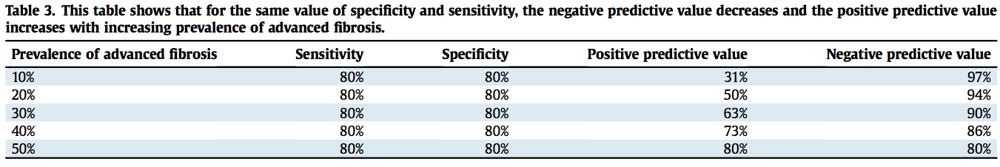 Table 3. This table shows that for the same value of specificity and sensitivity, the negative predictive value decreases and the positive predictive value
increases with increasing prevalence of advanced fibrosis.
Prevalence of advanced fibrosis Sensitivity Specificity Positive predictive value Negative predictive value
10% 80% 80% 31% 97%
20% 80% 80% 50% 94%
30% 80% 80% 63% 90%
40% 80% 80% 73% 86%
50% 80% 80% 80% 80%